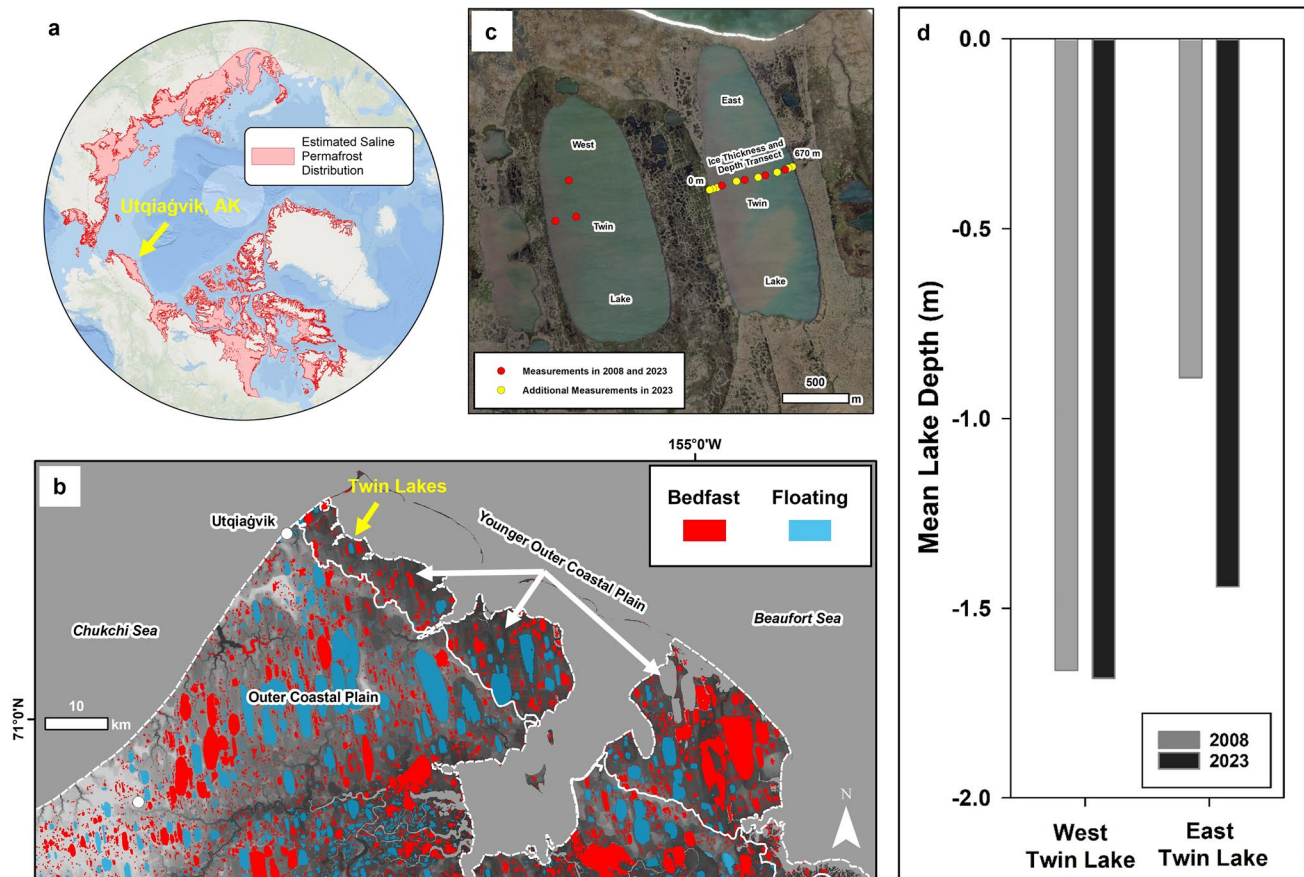 a
Estimated Saline
Permafrost
Distribution
Utqiaġvik, AK
b
155°0'W
71°0'N
Twin Lakes
Utqiaġvik
Bedfast
Floating
Younger Outer Coastal Plain
Chukchi Sea
Beaufort Sea
Outer Coastal Plain
10
km
N
c
West
Twin
Lake
East
Twin
Lake
Ice Thickness and
Depth Transect
0 m
670 m
Measurements in 2008 and 2023
Additional Measurements in 2023
500
m
d
Mean Lake Depth (m)
0.0
-0.5
-1.0
-1.5
-2.0
2008
2023
West
Twin Lake
East
Twin Lake